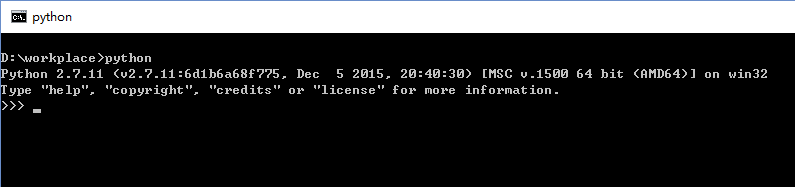 python
D:\workplace>python
Python 2.7.11 (v2.7.11:6d1b6a68f775, Dec  5 2015, 20:40:30) [MSC v.1500 64 bit (AMD64)] on win32
Type "help", "copyright", "credits" or "license" for more information.
>>> _